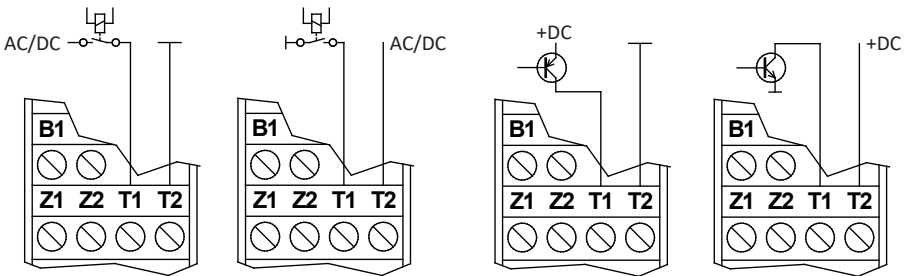 AC/DC
B1
Z1 Z2 T1 T2
AC/DC
B1
Z1 Z2 T1 T2
+DC
B1
Z1 Z2 T1 T2
+DC
B1
Z1 Z2 T1 T2